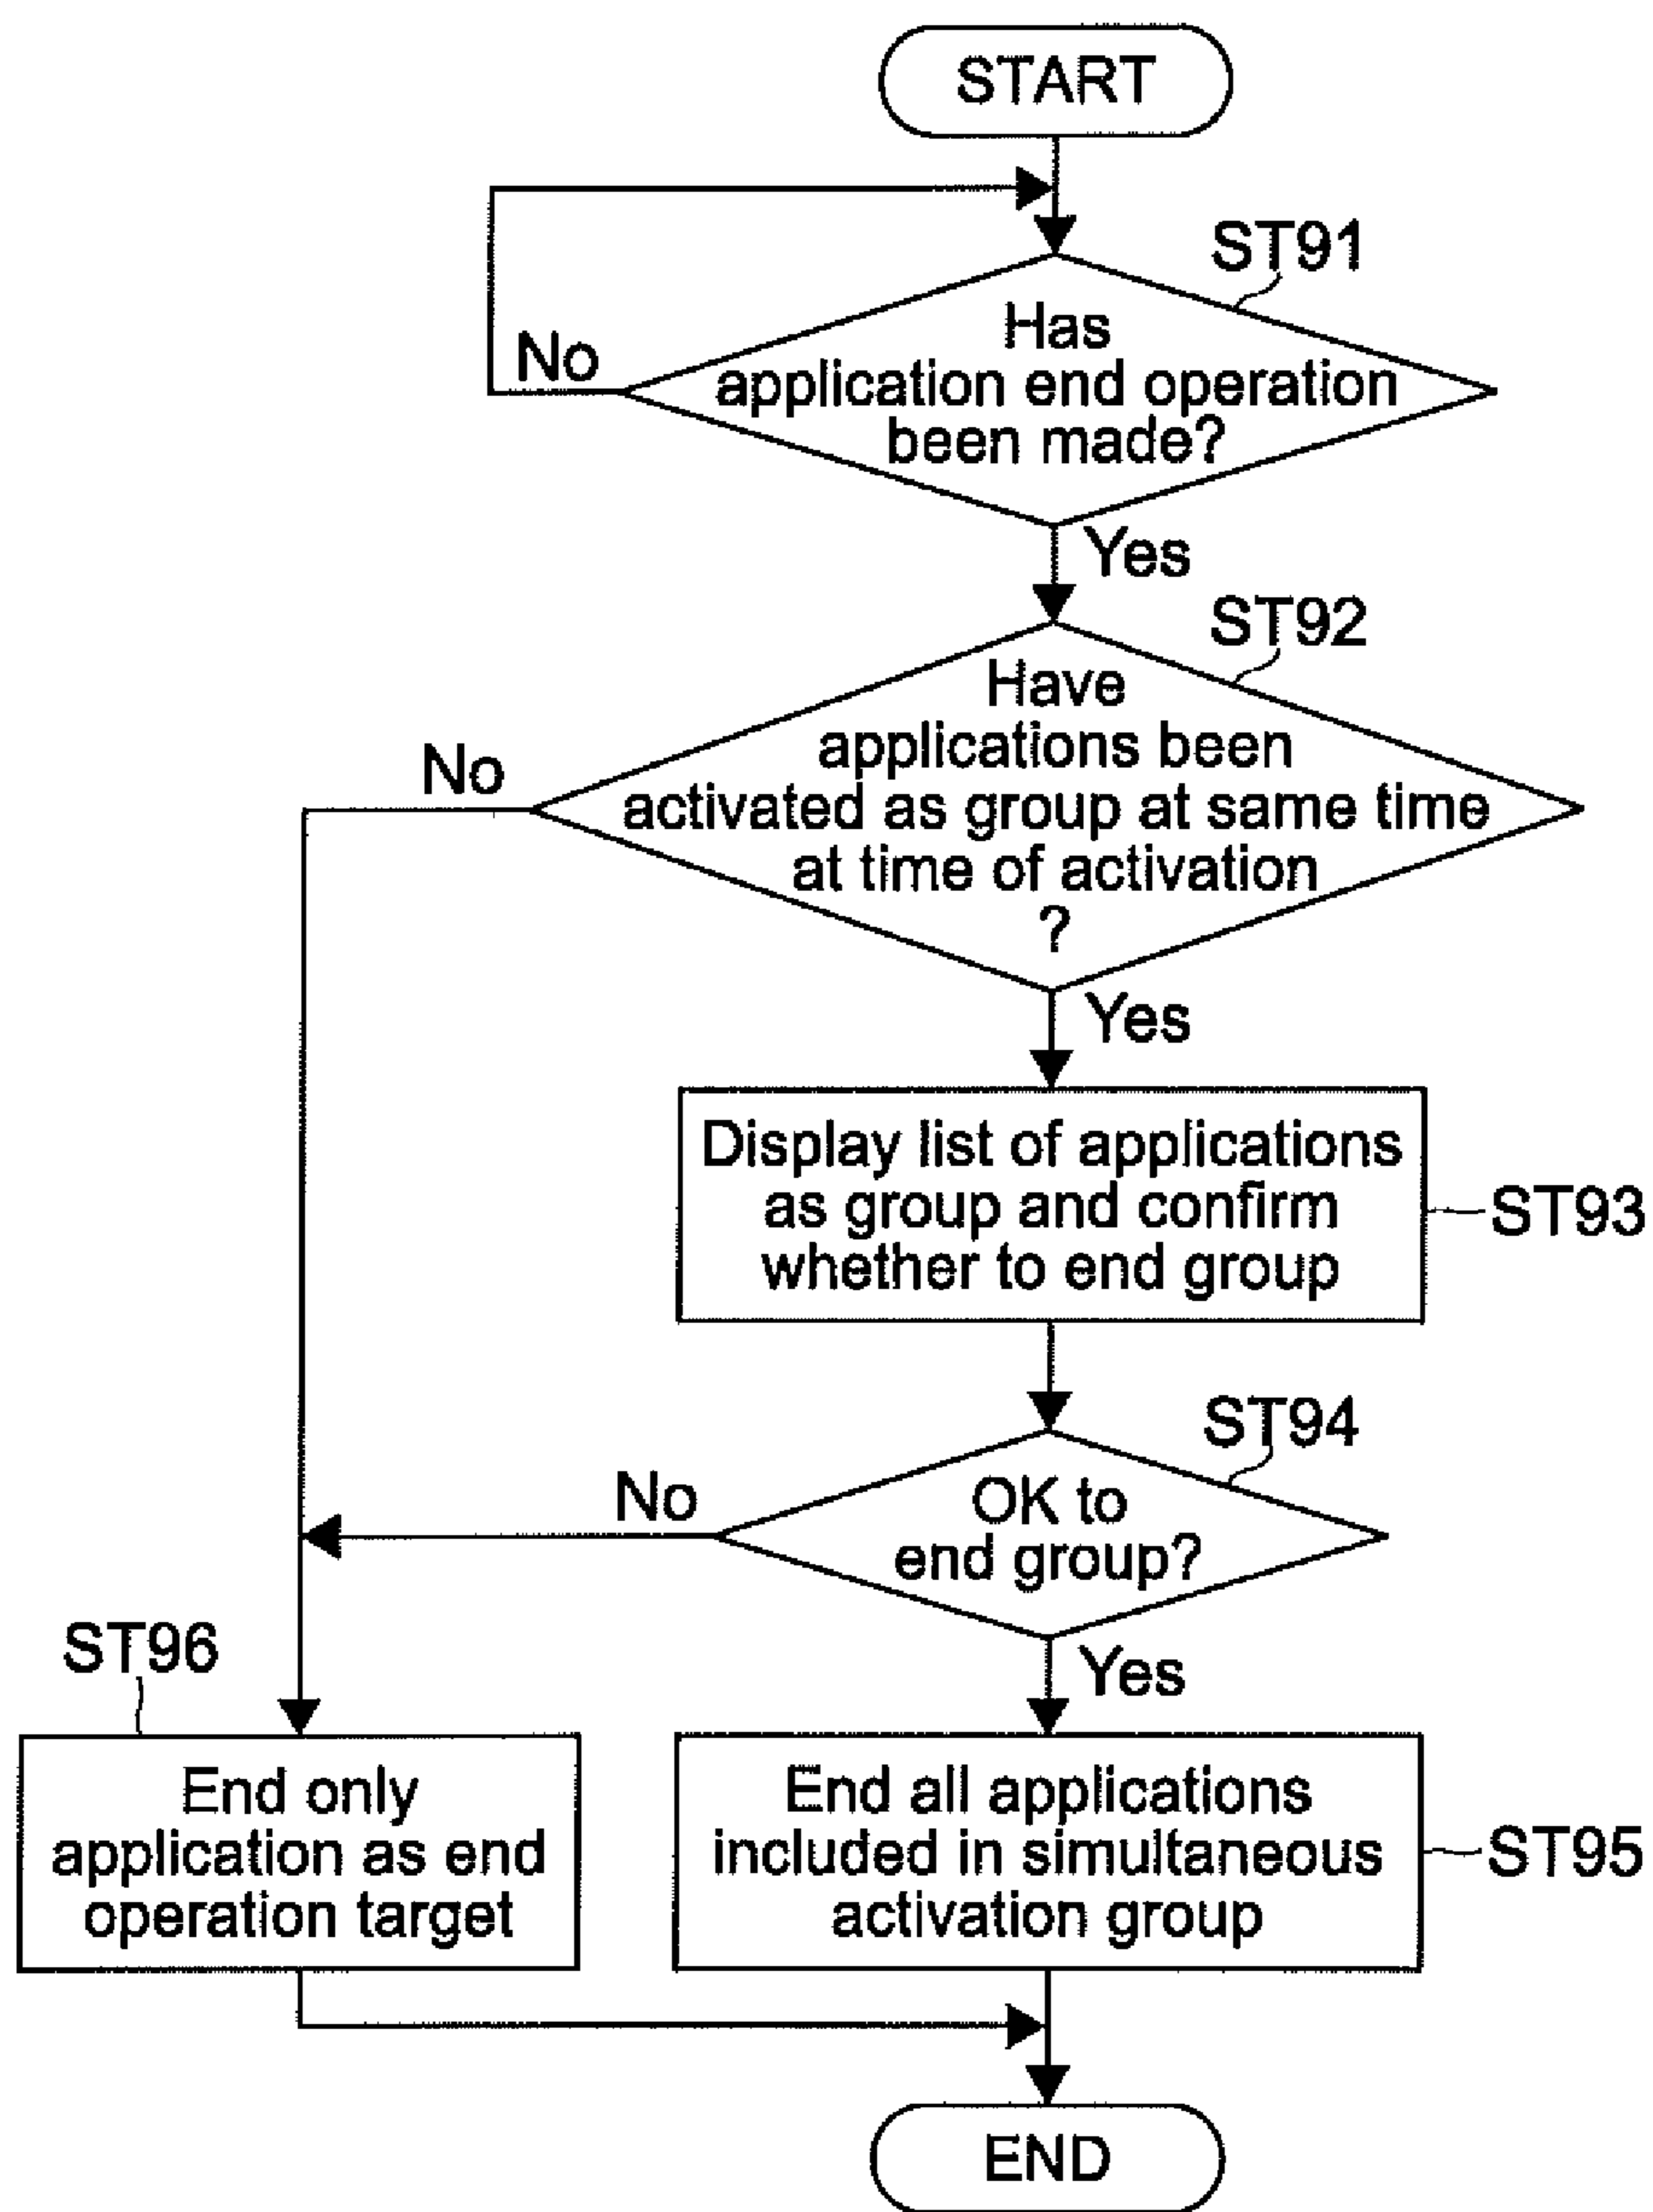 START
ST91
Has
application end operation
been made?
No
Yes
ST92
Have
applications been
activated as group at same time
at time of activation
?
No
Yes
Display list of applications
as group and confirm
whether to end group
ST93
ST94
OK to
end group?
No
Yes
ST96
End only
application as end
operation target
End all applications
included in simultaneous
activation group
ST95
END